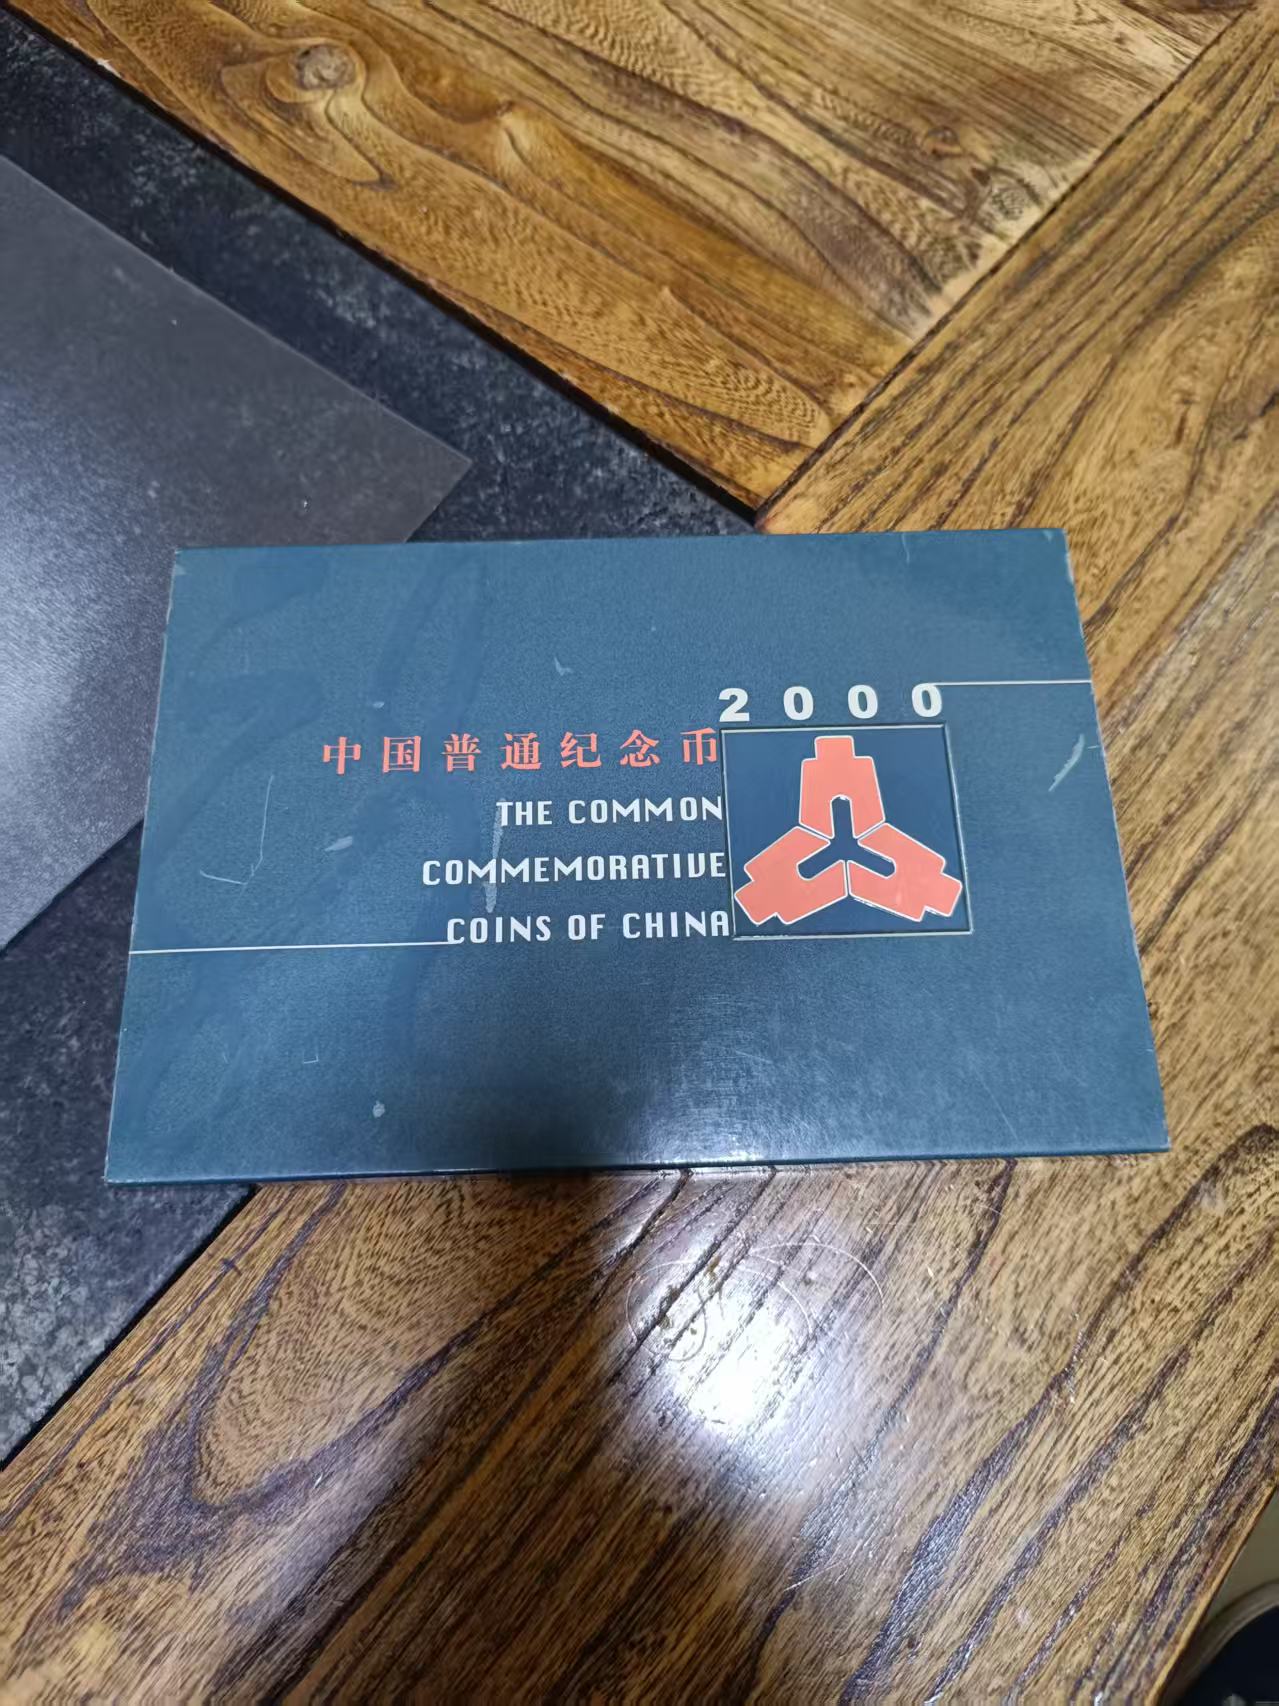 2000
中国普通纪念币
THE COMMON
COMMEMORATIVE
COINS OF CHINA